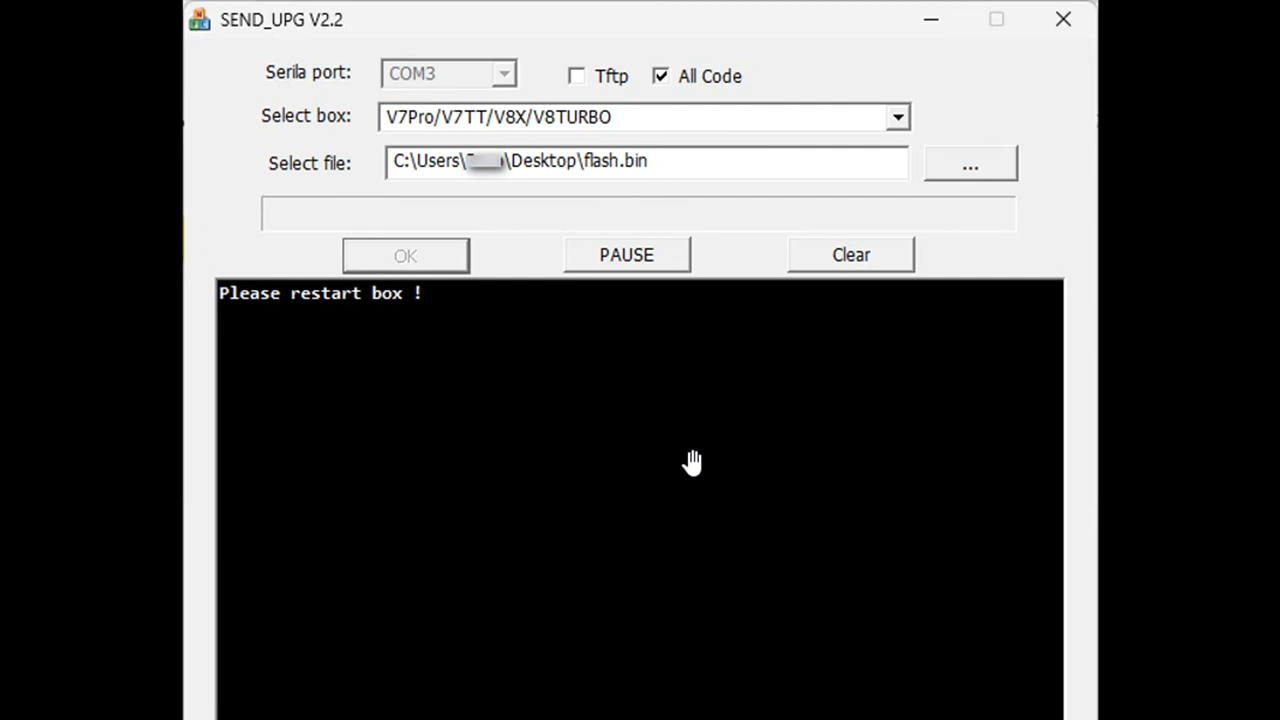 SEND_UPG V2.2
Serila port: COM3 Tftp All Code
Select box: V7Pro/V7TT/V8X/V8TURBO
Select file: C:\Users\ \Desktop\flash.bin ...
OK PAUSE Clear
Please restart box !